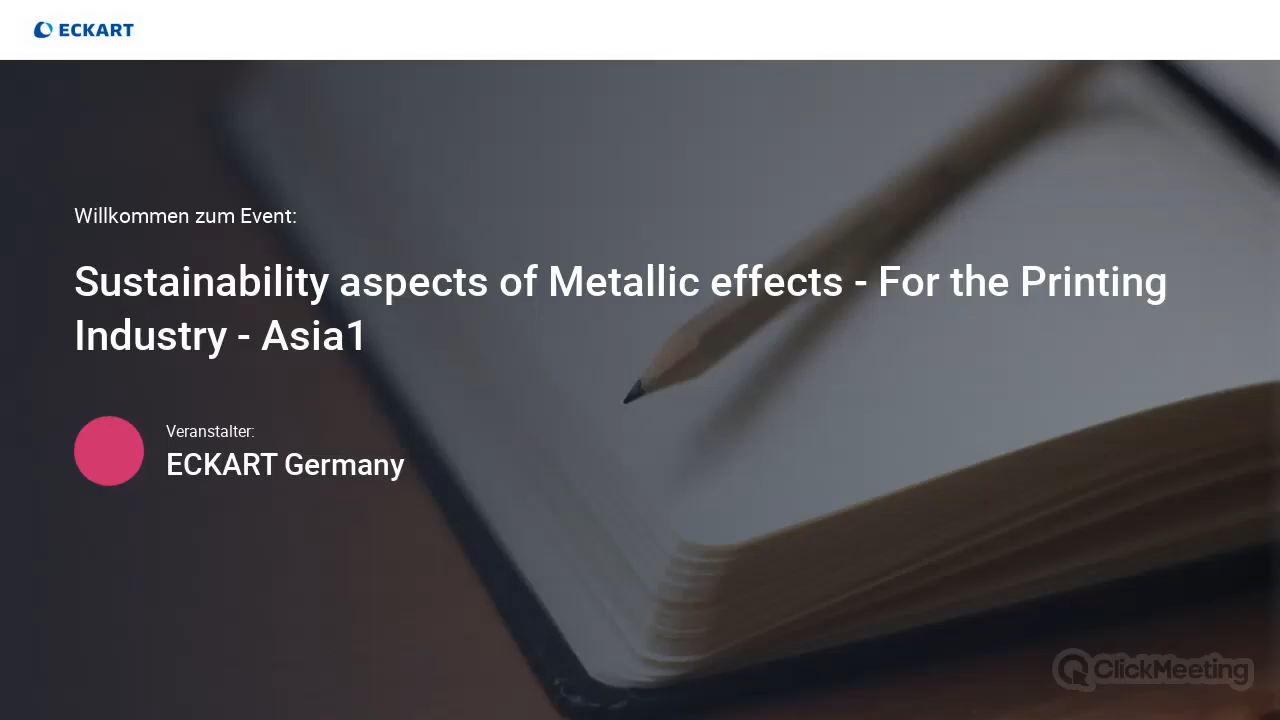 ECKART
Willkommen zum Event:
Sustainability aspects of Metallic effects - For the Printing
Industry - Asia1
Veranstalter:
ECKART Germany
ClickMeeting